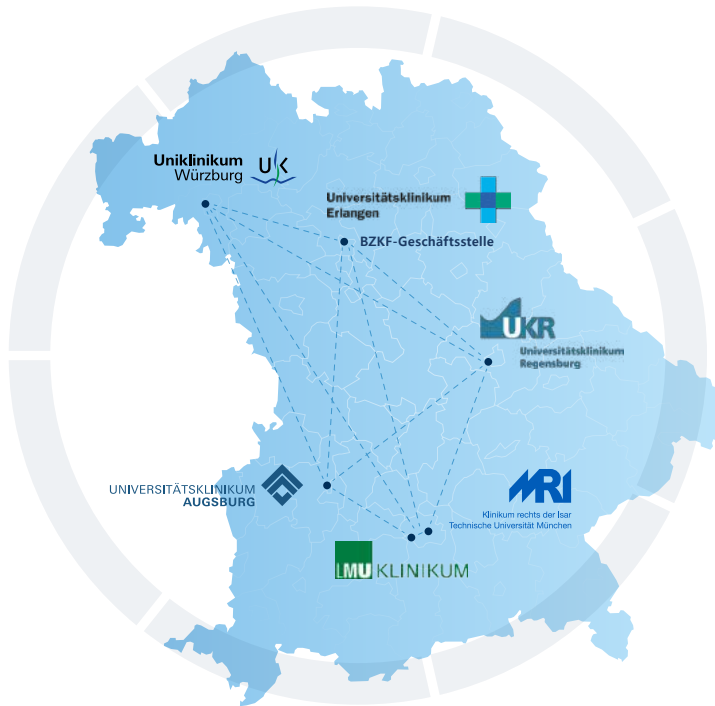 Uniklinikum
Würzburg
UK
Universitätsklinikum
Erlangen
BZKF-Geschäftsstelle
UKR
Universitätsklinikum
Regensburg
UNIVERSITÄTSKLINIKUM
AUGSBURG
MRI
Klinikum rechts der Isar
Technische Universität München
LMU KLINIKUM